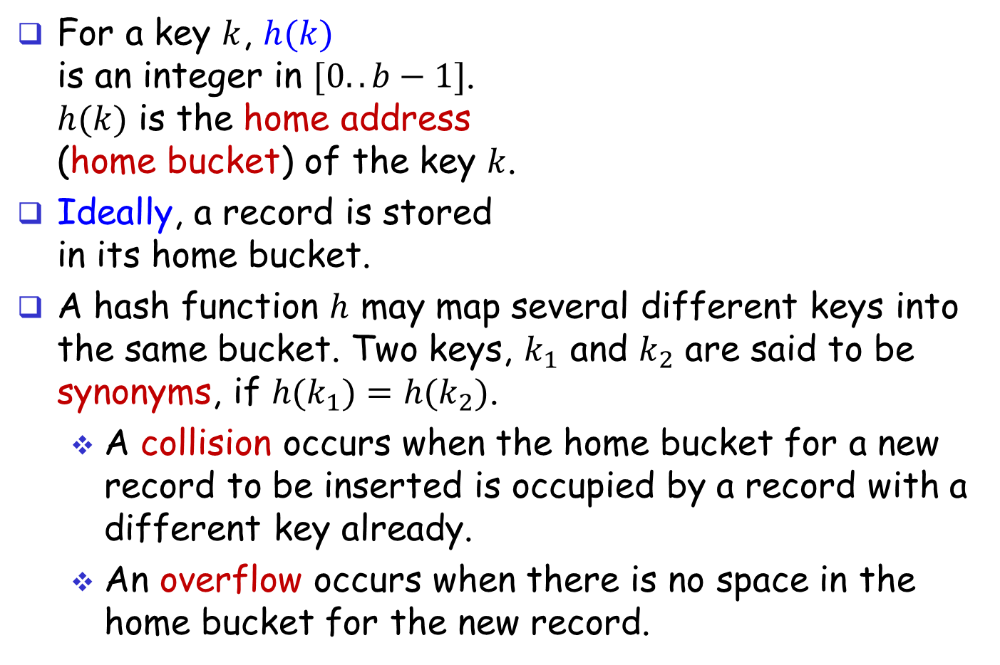 ❑ For a key k, h(k)
is an integer in [0..b − 1].
h(k) is the home address
(home bucket) of the key k.
❑ Ideally, a record is stored
in its home bucket.
❑ A hash function h may map several different keys into
the same bucket. Two keys, k₁ and k₂ are said to be
synonyms, if h(k₁) = h(k₂).
❖ A collision occurs when the home bucket for a new
record to be inserted is occupied by a record with a
different key already.
❖ An overflow occurs when there is no space in the
home bucket for the new record.